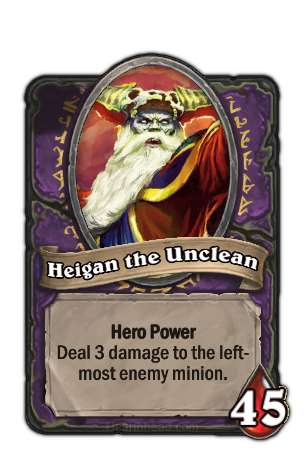 Heigan the Unclean
Hero Power
Deal 3 damage to the left-
most enemy minion.
45